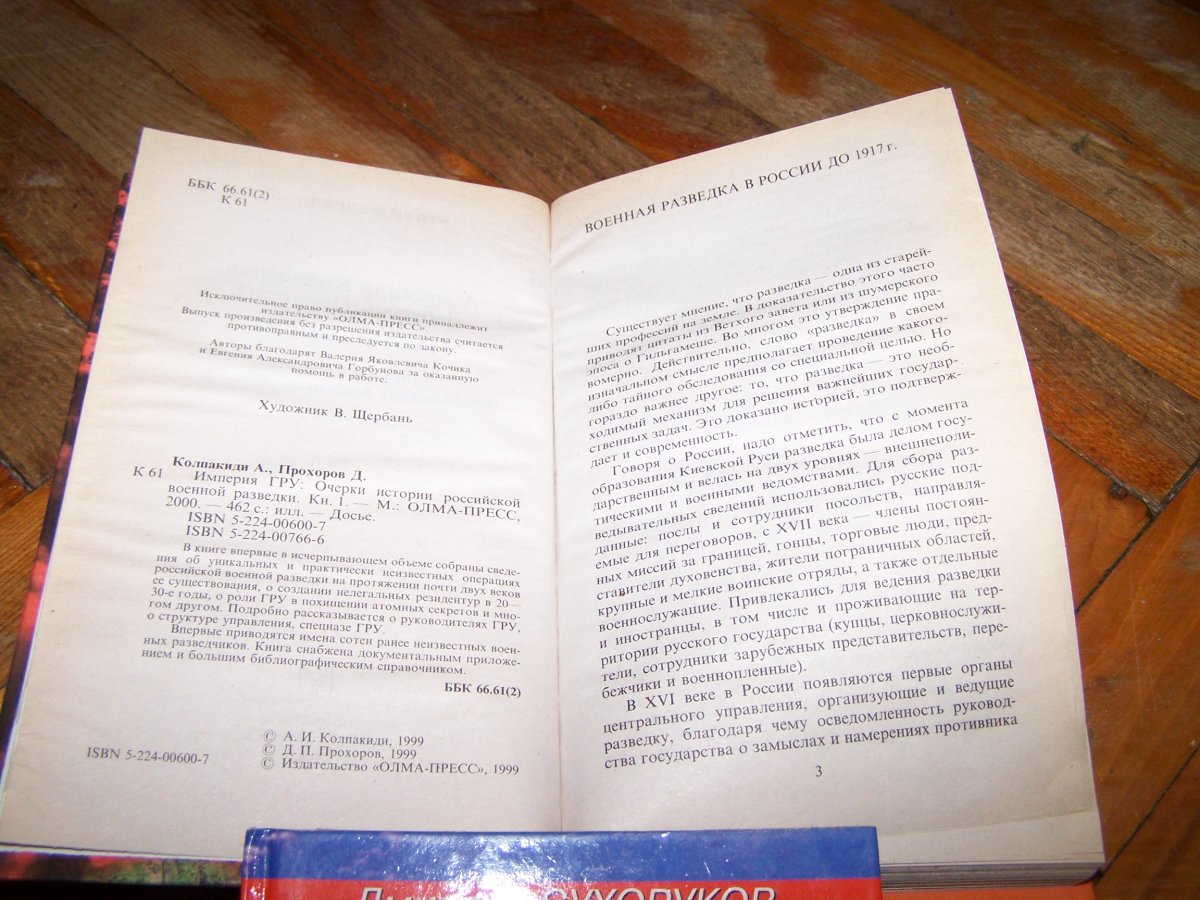 ББК 66.61(2)
К 61
Исключительное право публикации книги принадлежит
издательству «ОЛМА-ПРЕСС».
Выпуск произведения без разрешения издательства считается
противоправным и преследуется по закону.
Авторы благодарят Валерия Яковлевича Кочика
и Евгения Александровича Горбунова за оказанную
помощь в работе.
Художник В. Щербань
Колпакиди А., Прохоров Д.
К 61 Империя ГРУ: Очерки истории российской
военной разведки. Кн. 1. — М.: ОЛМА-ПРЕСС,
2000. — 462 с.: илл. — Досье.
ISBN 5-224-00600-7
ISBN 5-224-00766-6
В книге впервые в исчерпывающем объеме собраны сведе-
ния об уникальных и практически неизвестных операциях
российской военной разведки на протяжении почти двух веков
ее существования, о создании нелегальных резидентур в 20—
30-е годы, о роли ГРУ в похищении атомных секретов и мно-
гом другом. Подробно рассказывается о руководителях ГРУ,
о структуре управления, спецназе ГРУ.
Впервые приводятся имена сотен ранее неизвестных воен-
ных разведчиков. Книга снабжена документальным приложе-
нием и большим библиографическим справочником.
ББК 66.61(2)
© А. И. Колпакиди, 1999
© Д. П. Прохоров, 1999
ISBN 5-224-00600-7 © Издательство «ОЛМА-ПРЕСС», 1999
ВОЕННАЯ РАЗВЕДКА В РОССИИ ДО 1917 г.
Существует мнение, что разведка — одна из старей-
ших профессий на земле. В доказательство этого часто
приводят цитаты из Ветхого завета или из шумерского
эпоса о Гильгамеше. Во многом это утверждение пра-
вомерно. Действительно, слово «разведка» в своем
изначальном смысле предполагает проведение какого-
либо тайного обследования со специальной целью. Но
гораздо важнее другое: то, что разведка — это необ-
ходимый механизм для решения важнейших государ-
ственных задач. Это доказано историей, это подтверж-
дает и современность.
Говоря о России, надо отметить, что с момента
образования Киевской Руси разведка была делом госу-
дарственным и велась на двух уровнях — внешнеполи-
тическими и военными ведомствами. Для сбора раз-
ведывательных сведений использовались русские под-
данные: послы и сотрудники посольств, направля-
емые для переговоров, с XVII века — члены постоян-
ных миссий за границей, гонцы, торговые люди, пред-
ставители духовенства, жители пограничных областей,
крупные и мелкие воинские отряды, а также отдельные
военнослужащие. Привлекались для ведения разведки
и иностранцы, в том числе и проживающие на тер-
ритории русского государства (купцы, церковнослужи-
тели, сотрудники зарубежных представительств, пере-
бежчики и военнопленные).
В XVI веке в России появляются первые органы
центрального управления, организующие и ведущие
разведку, благодаря чему осведомленность руковод-
ства государства о замыслах и намерениях противника
3
СУХОРУКОВ